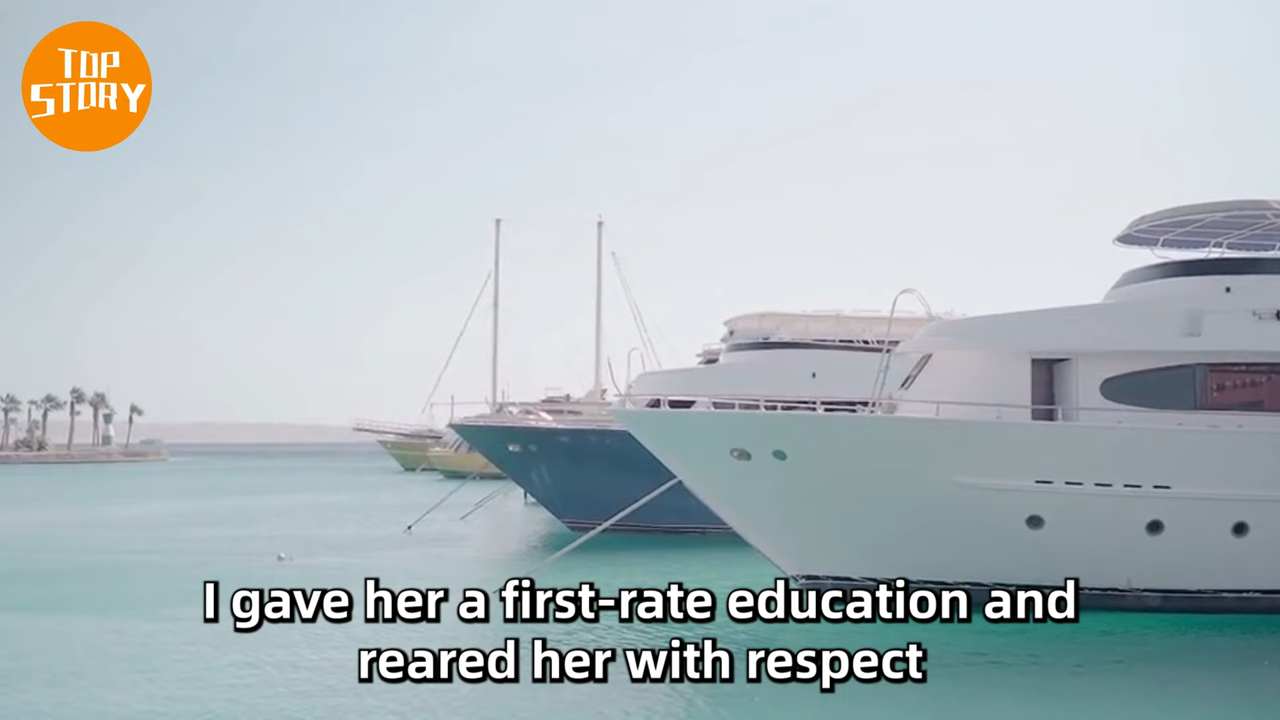 TOP
STORY
I gave her a first-rate education and
reared her with respect